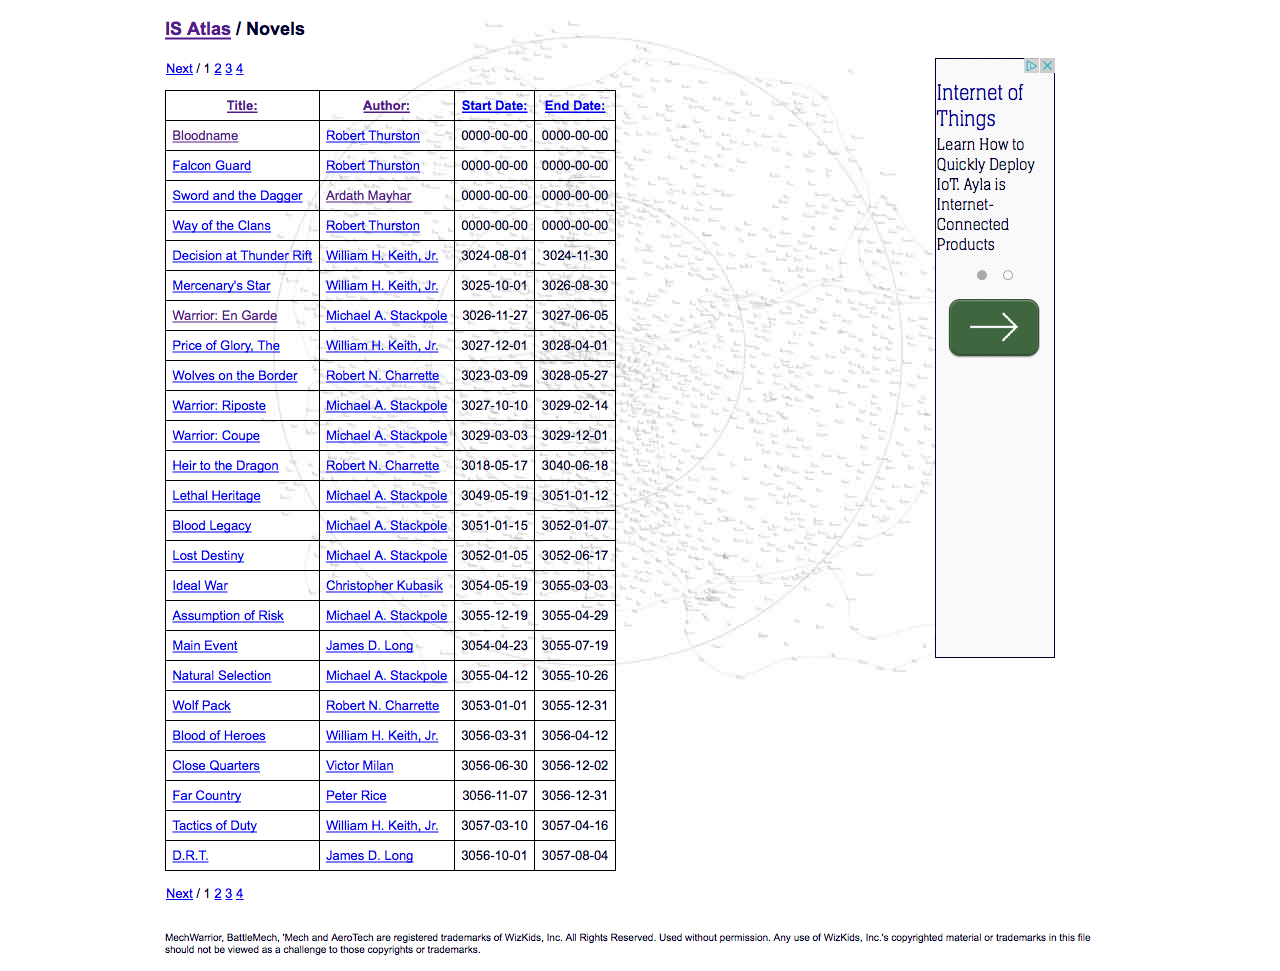 IS Atlas / Novels
Next / 1 2 3 4
Title: Author: Start Date: End Date:
Bloodname Robert Thurston 0000-00-00 0000-00-00
Falcon Guard Robert Thurston 0000-00-00 0000-00-00
Sword and the Dagger Ardath Mayhar 0000-00-00 0000-00-00
Way of the Clans Robert Thurston 0000-00-00 0000-00-00
Decision at Thunder Rift William H. Keith, Jr. 3024-08-01 3024-11-30
Mercenary's Star William H. Keith, Jr. 3025-10-01 3026-08-30
Warrior: En Garde Michael A. Stackpole 3026-11-27 3027-06-05
Price of Glory, The William H. Keith, Jr. 3027-12-01 3028-04-01
Wolves on the Border Robert N. Charrette 3023-03-09 3028-05-27
Warrior: Riposte Michael A. Stackpole 3027-10-10 3029-02-14
Warrior: Coupe Michael A. Stackpole 3029-03-03 3029-12-01
Heir to the Dragon Robert N. Charrette 3018-05-17 3040-06-18
Lethal Heritage Michael A. Stackpole 3049-05-19 3051-01-12
Blood Legacy Michael A. Stackpole 3051-01-15 3052-01-07
Lost Destiny Michael A. Stackpole 3052-01-05 3052-06-17
Ideal War Christopher Kubasik 3054-05-19 3055-03-03
Assumption of Risk Michael A. Stackpole 3055-12-19 3055-04-29
Main Event James D. Long 3054-04-23 3055-07-19
Natural Selection Michael A. Stackpole 3055-04-12 3055-10-26
Wolf Pack Robert N. Charrette 3053-01-01 3055-12-31
Blood of Heroes William H. Keith, Jr. 3056-03-31 3056-04-12
Close Quarters Victor Milan 3056-06-30 3056-12-02
Far Country Peter Rice 3056-11-07 3056-12-31
Tactics of Duty William H. Keith, Jr. 3057-03-10 3057-04-16
D.R.T. James D. Long 3056-10-01 3057-08-04
Next / 1 2 3 4
Internet of
Things
Learn How to
Quickly Deploy
IoT. Ayla is
Internet-
Connected
Products
MechWarrior, BattleMech, 'Mech and AeroTech are registered trademarks of WizKids, Inc. All Rights Reserved. Used without permission. Any use of WizKids, Inc.'s copyrighted material or trademarks in this file
should not be viewed as a challenge to those copyrights or trademarks.